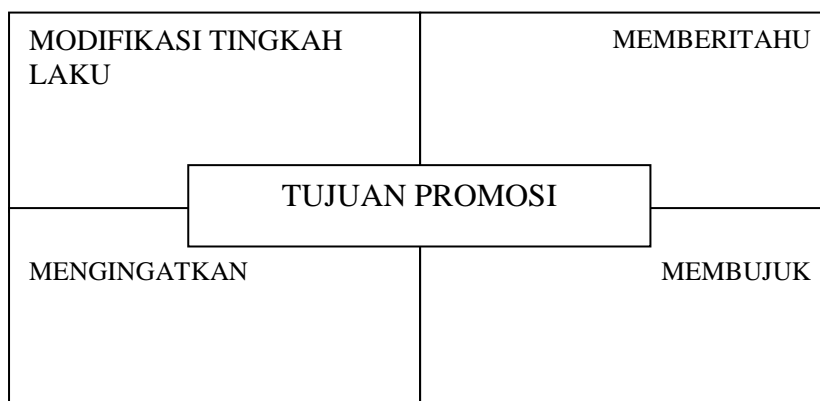 MODIFIKASI TINGKAH
LAKU
MEMBERITAHU
TUJUAN PROMOSI
MENGINGATKAN
MEMBUJUK